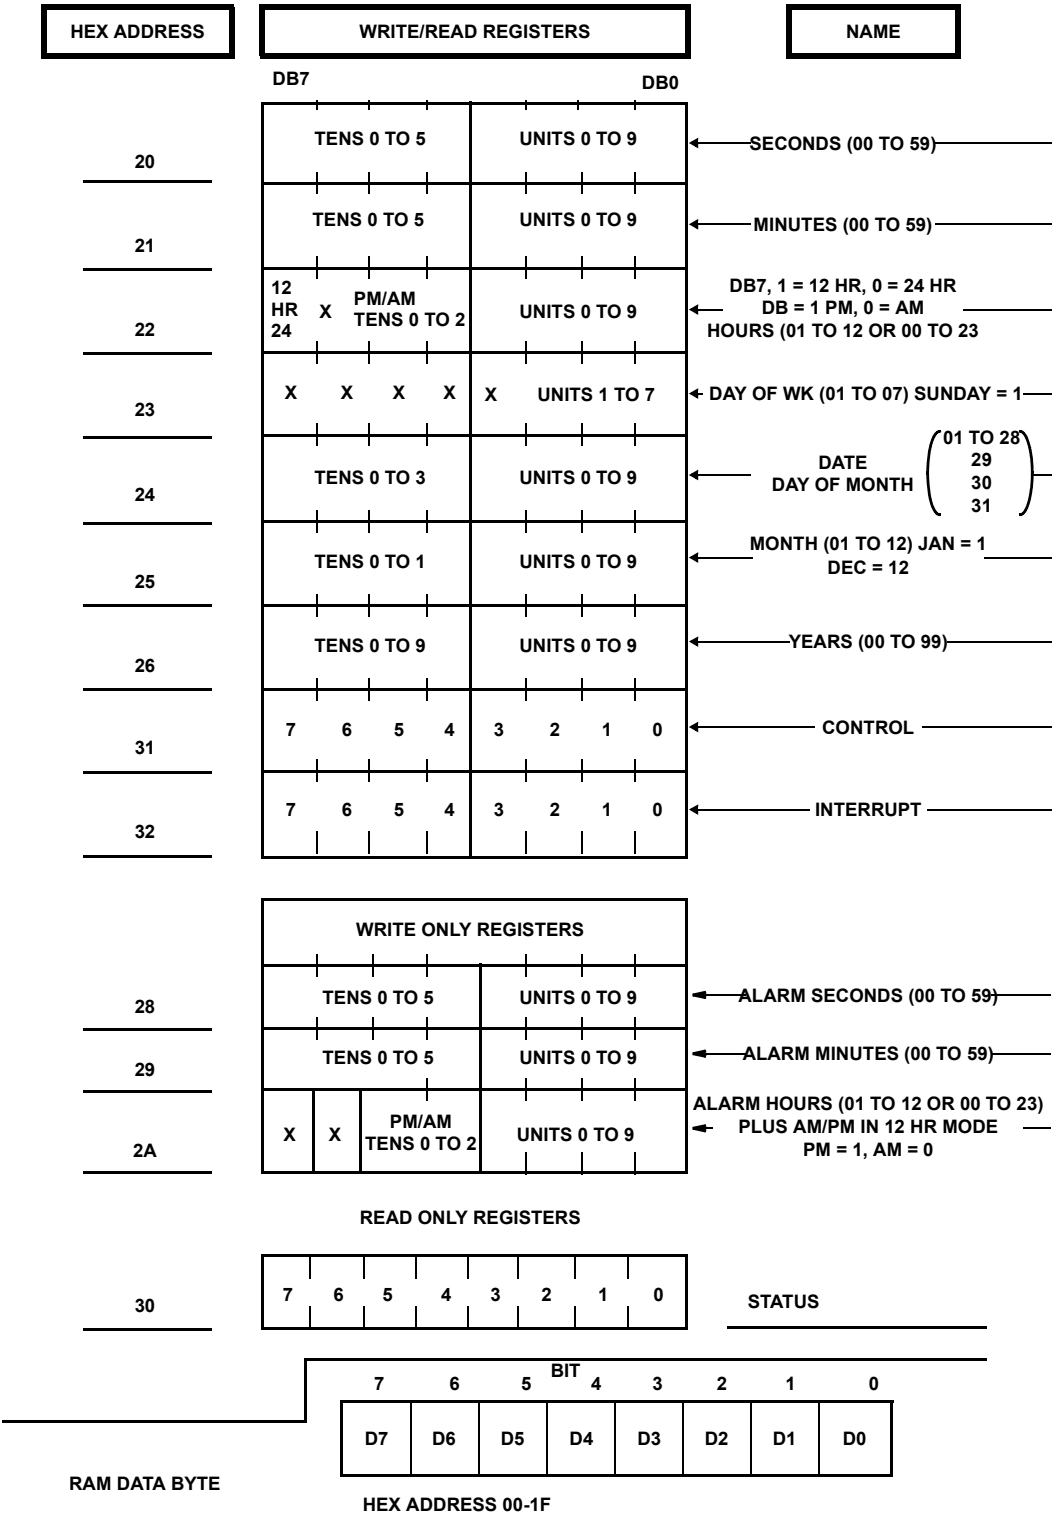 HEX ADDRESS WRITE/READ REGISTERS NAME
DB7 DB0
TENS 0 TO 5 UNITS 0 TO 9 SECONDS (00 TO 59)
20
TENS 0 TO 5 UNITS 0 TO 9 MINUTES (00 TO 59)
21
12
HR
24
X
PM/AM
TENS 0 TO 2
UNITS 0 TO 9
DB7, 1 = 12 HR, 0 = 24 HR
DB = 1 PM, 0 = AM
HOURS (01 TO 12 OR 00 TO 23
22
X X X X X UNITS 1 TO 7 DAY OF WK (01 TO 07) SUNDAY = 1
23
TENS 0 TO 3 UNITS 0 TO 9
DATE
DAY OF MONTH
01 TO 28
29
30
31
24
TENS 0 TO 1 UNITS 0 TO 9
MONTH (01 TO 12) JAN = 1
DEC = 12
25
TENS 0 TO 9 UNITS 0 TO 9 YEARS (00 TO 99)
26
7 6 5 4 3 2 1 0 CONTROL
31
7 6 5 4 3 2 1 0 INTERRUPT
32
WRITE ONLY REGISTERS
TENS 0 TO 5 UNITS 0 TO 9 ALARM SECONDS (00 TO 59)
28
TENS 0 TO 5 UNITS 0 TO 9 ALARM MINUTES (00 TO 59)
29
X X
PM/AM
TENS 0 TO 2
UNITS 0 TO 9
ALARM HOURS (01 TO 12 OR 00 TO 23)
PLUS AM/PM IN 12 HR MODE
PM = 1, AM = 0
2A
READ ONLY REGISTERS
7 6 5 4 3 2 1 0 STATUS
30
BIT
7 6 5 4 3 2 1 0
D7 D6 D5 D4 D3 D2 D1 D0
RAM DATA BYTE
HEX ADDRESS 00-1F